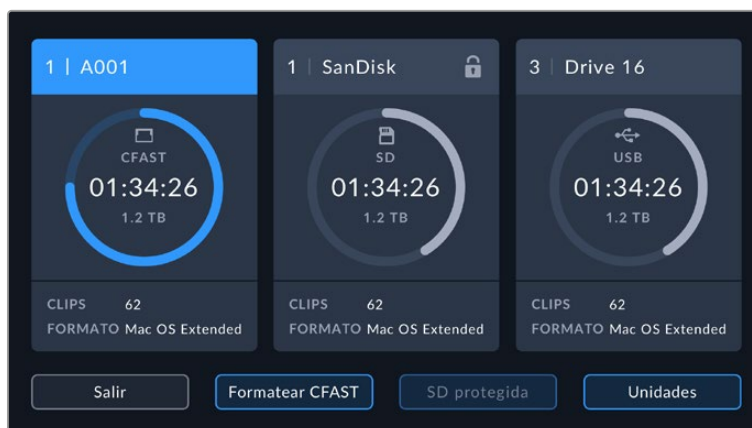 1 | A001
CFAST
01:34:26
1.2 TB
CLIPS 62
FORMATO Mac OS Extended
1 | SanDisk
SD
01:34:26
1.2 TB
CLIPS 62
FORMATO Mac OS Extended
3 | Drive 16
USB
01:34:26
1.2 TB
CLIPS 62
FORMATO Mac OS Extended
Salir
Formatear CFAST
SD protegida
Unidades